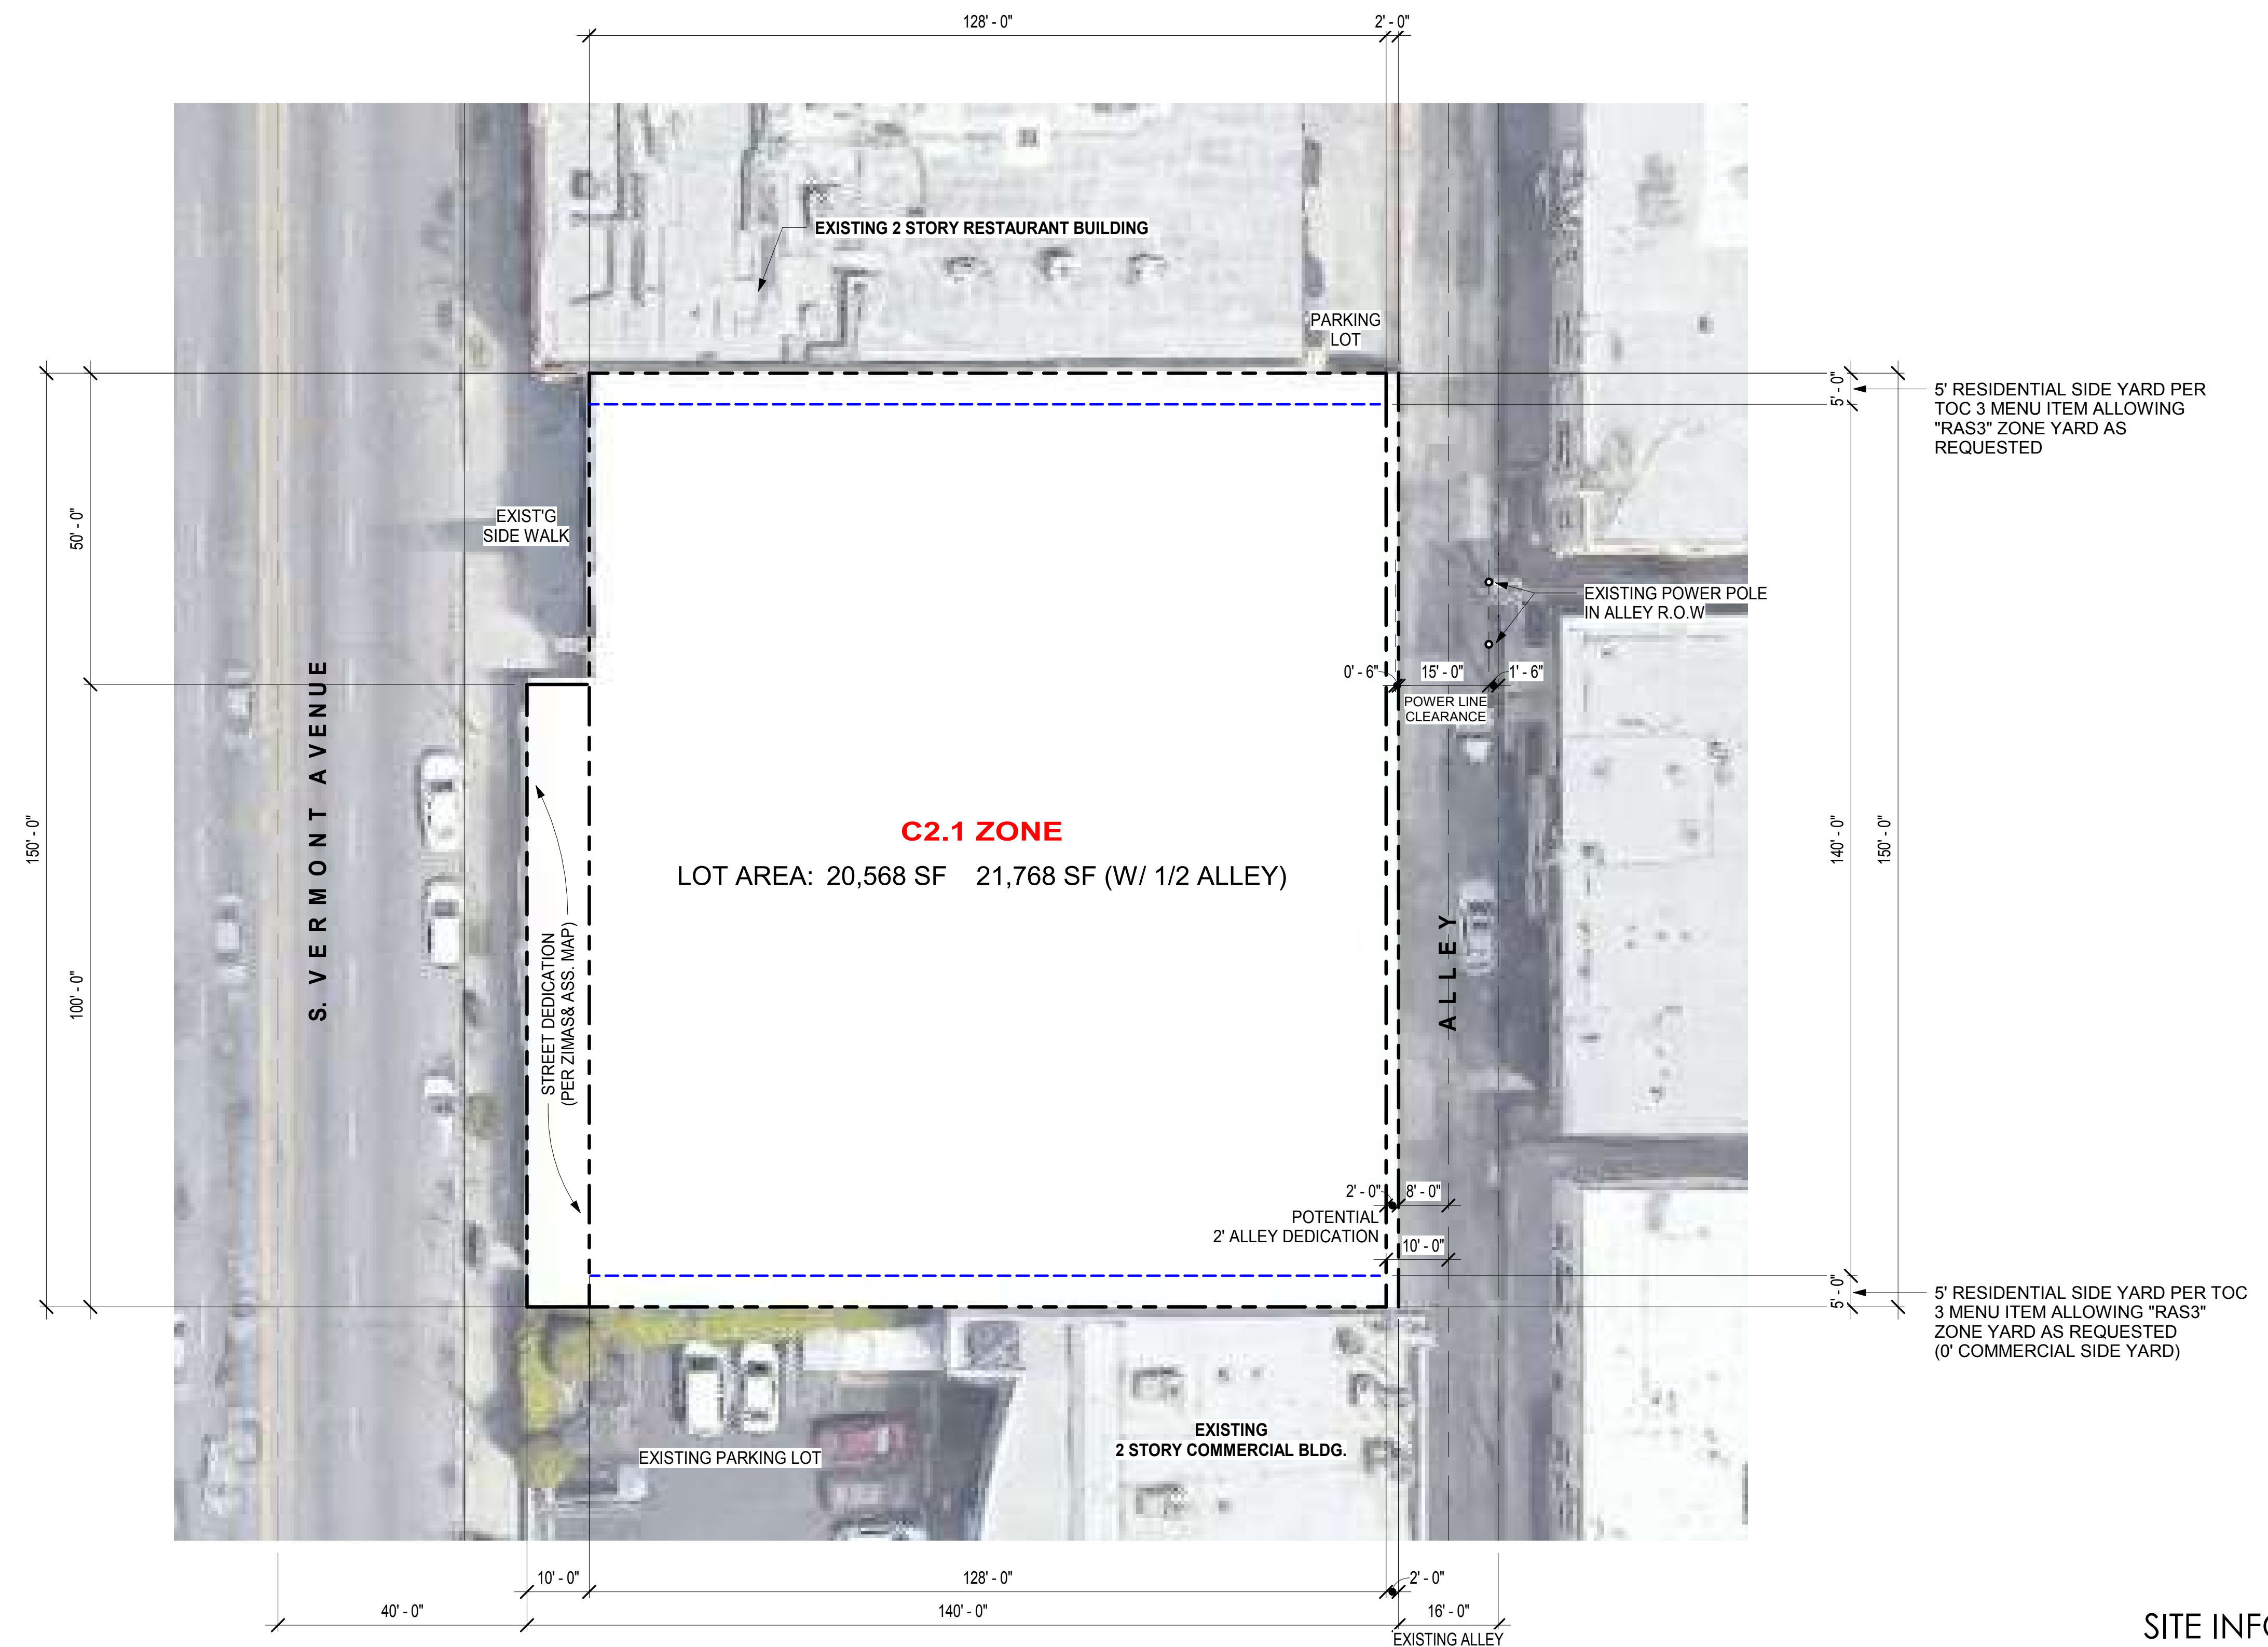 128' - 0"
2' - 0"
EXISTING 2 STORY RESTAURANT BUILDING
PARKING
LOT
5' - 0"
5' RESIDENTIAL SIDE YARD PER
TOC 3 MENU ITEM ALLOWING
"RAS3" ZONE YARD AS
REQUESTED
50' - 0"
EXIST'G
SIDE WALK
EXISTING POWER POLE
IN ALLEY R.O.W
0' - 6"
15' - 0"
1' - 6"
POWER LINE
CLEARANCE
S. VERMONT AVENUE
150' - 0"
C2.1 ZONE
LOT AREA: 20,568 SF 21,768 SF (W/ 1/2 ALLEY)
140' - 0"
150' - 0"
100' - 0"
STREET DEDICATION
(PER ZIMAS& ASS. MAP)
ALLEY
2' - 0"
8' - 0"
POTENTIAL
2' ALLEY DEDICATION
10' - 0"
5' - 0"
5' RESIDENTIAL SIDE YARD PER TOC
3 MENU ITEM ALLOWING "RAS3"
ZONE YARD AS REQUESTED
(0' COMMERCIAL SIDE YARD)
EXISTING PARKING LOT
EXISTING
2 STORY COMMERCIAL BLDG.
10' - 0"
128' - 0"
2' - 0"
40' - 0"
140' - 0"
16' - 0"
EXISTING ALLEY
SITE